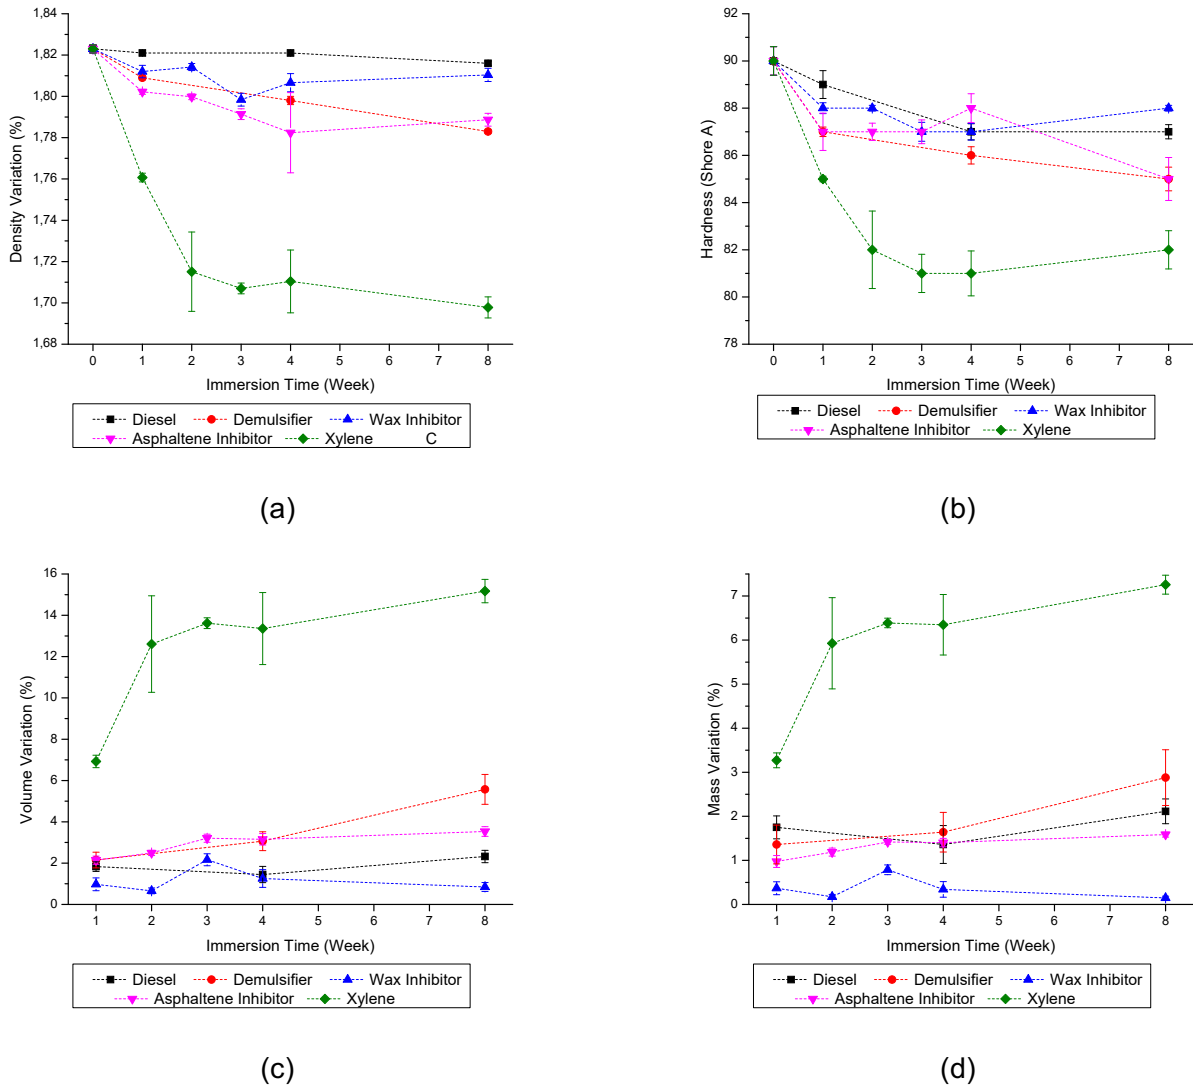 1,84
1,82
1,80
1,78
1,76
1,74
1,72
1,70
1,68
Density Variation (%)
0 1 2 3 4 5 6 7 8
Immersion Time (Week)
Diesel Demulsifier Wax Inhibitor
Asphaltene Inhibitor Xylene C
(a)
92
90
88
86
84
82
80
78
Hardness (Shore A)
0 1 2 3 4 5 6 7 8
Immersion Time (Week)
Diesel Demulsifier Wax Inhibitor
Asphaltene Inhibitor Xylene
(b)
16
14
12
10
8
6
4
2
0
Volume Variation (%)
1 2 3 4 5 6 7 8
Immersion Time (Week)
Diesel Demulsifier Wax Inhibitor
Asphaltene Inhibitor Xylene
(c)
7
6
5
4
3
2
1
0
Mass Variation (%)
1 2 3 4 5 6 7 8
Immersion Time (Week)
Diesel Demulsifier Wax Inhibitor
Asphaltene Inhibitor Xylene
(d)